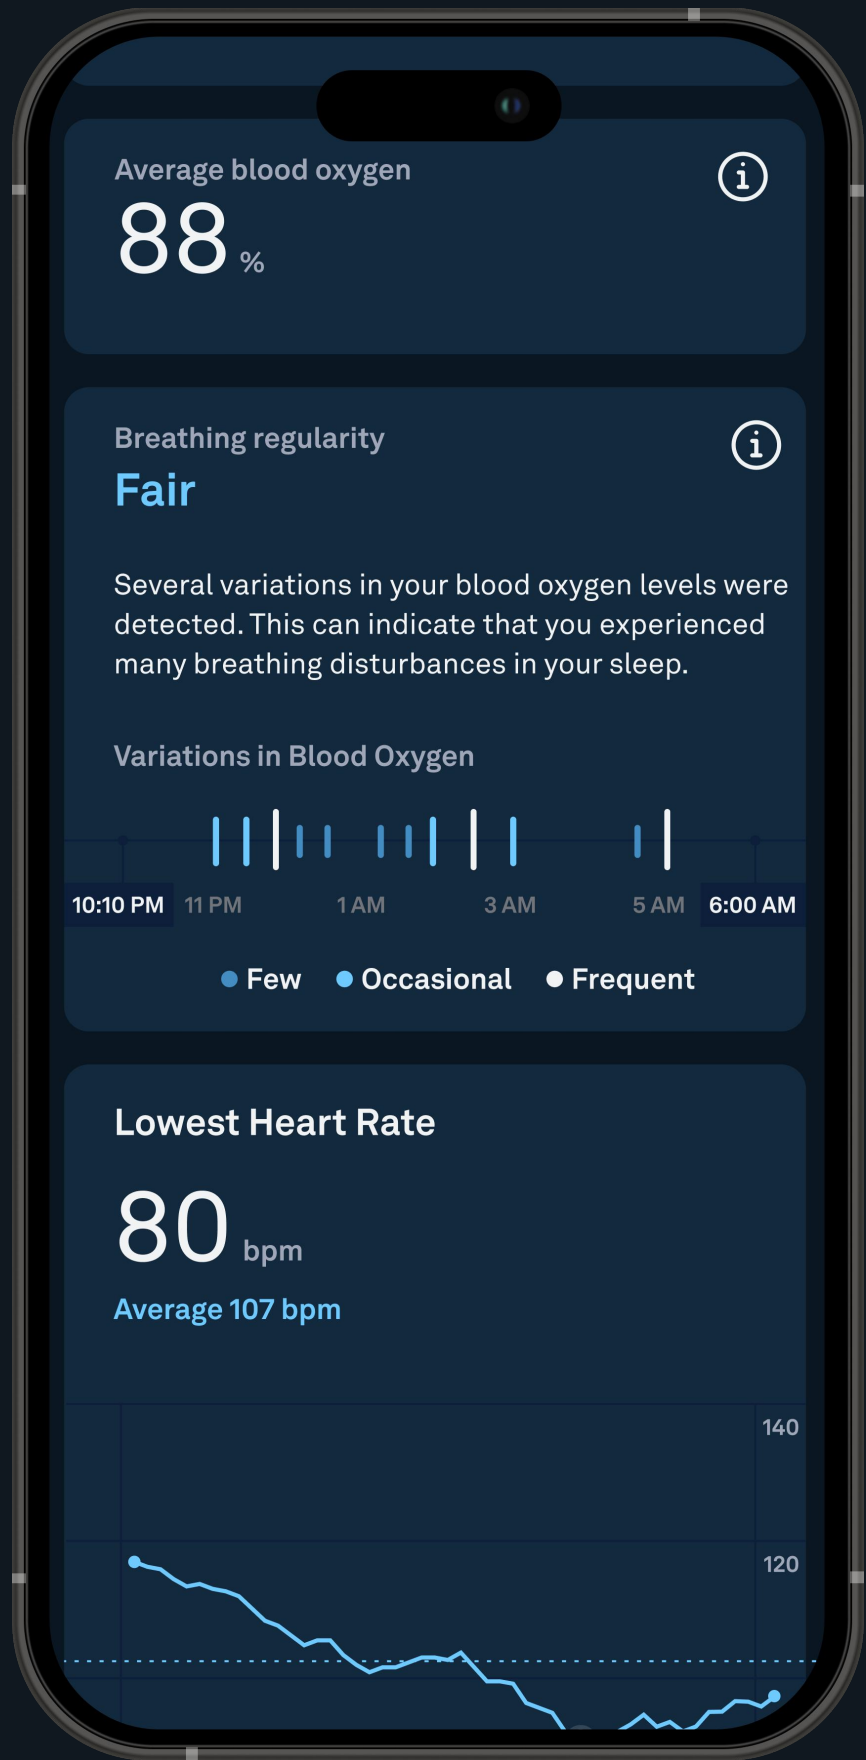 Average blood oxygen
88 %
Breathing regularity
Fair
Several variations in your blood oxygen levels were
detected. This can indicate that you experienced
many breathing disturbances in your sleep.
Variations in Blood Oxygen
10:10 PM 11 PM 1 AM 3 AM 5 AM 6:00 AM
Few Occasional Frequent
Lowest Heart Rate
80 bpm
Average 107 bpm
140
120